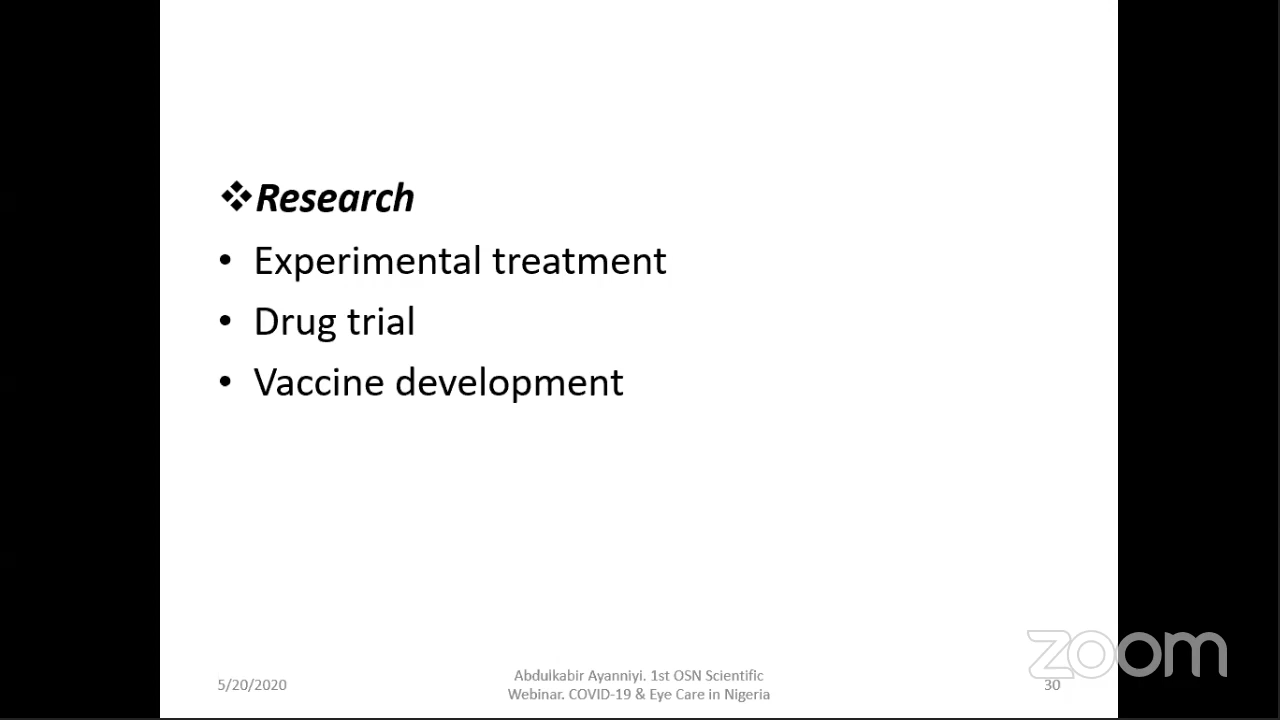 ❖Research
• Experimental treatment
• Drug trial
• Vaccine development
5/20/2020
Abdulkabir Ayanniyi. 1st OSN Scientific
Webinar. COVID-19 & Eye Care in Nigeria
30
zoom